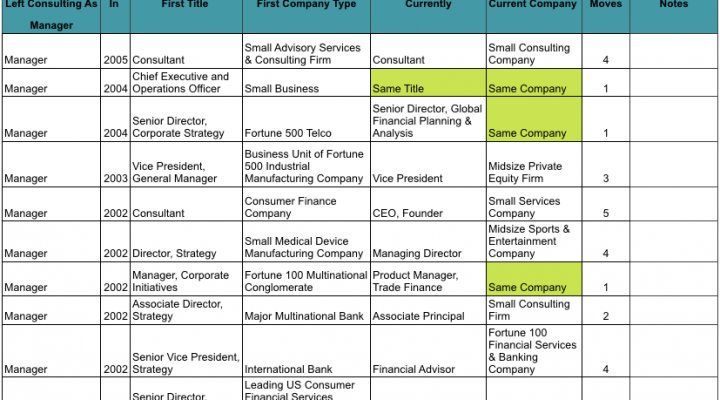 Left Consulting As Manager In First Title First Company Type Currently Current Company Moves Notes
Manager 2005 Consultant Small Advisory Services & Consulting Firm Consultant Small Consulting Company 4
Manager 2004 Chief Executive and Operations Officer Small Business Same Title Same Company 1
Manager 2004 Senior Director, Corporate Strategy Fortune 500 Telco Senior Director, Global Financial Planning & Analysis Same Company 1
Manager 2003 Vice President, General Manager Business Unit of Fortune 500 Industrial Manufacturing Company Vice President Midsize Private Equity Firm 3
Manager 2002 Consultant Consumer Finance Company CEO, Founder Small Services Company 5
Manager 2002 Director, Strategy Small Medical Device Manufacturing Company Managing Director Midsize Sports & Entertainment Company 4
Manager 2002 Manager, Corporate Initiatives Fortune 100 Multinational Conglomerate Product Manager, Trade Finance Same Company 1
Manager 2002 Associate Director, Strategy Major Multinational Bank Associate Principal Small Consulting Firm 2
Manager 2002 Senior Vice President, Strategy International Bank Financial Advisor Fortune 100 Financial Services & Banking Company 4
Senior Director, Leading US Consumer Financial Services